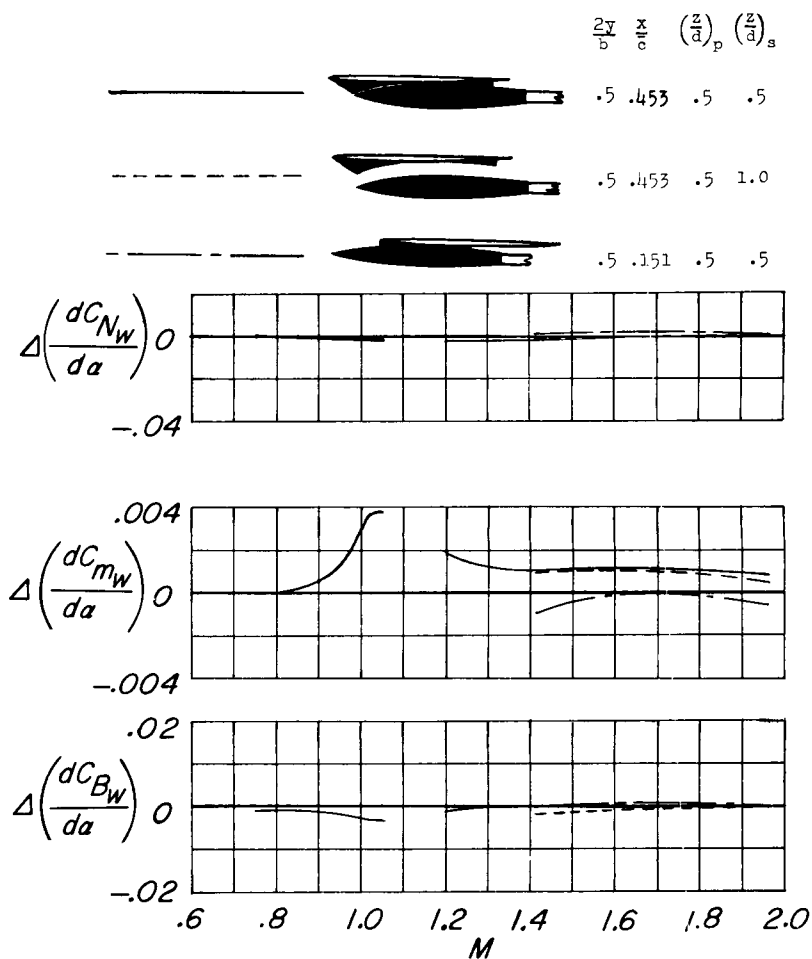 2y/b x/c̄ (z/d)p (z/d)s
.5 .453 .5 .5
.5 .453 .5 1.0
.5 .151 .5 .5
Δ(dCNw/dα) 0
-.04
.004
Δ(dCmw/dα) 0
-.004
.02
Δ(dCBw/dα) 0
-.02
.6 .8 1.0 1.2 1.4 1.6 1.8 2.0
M